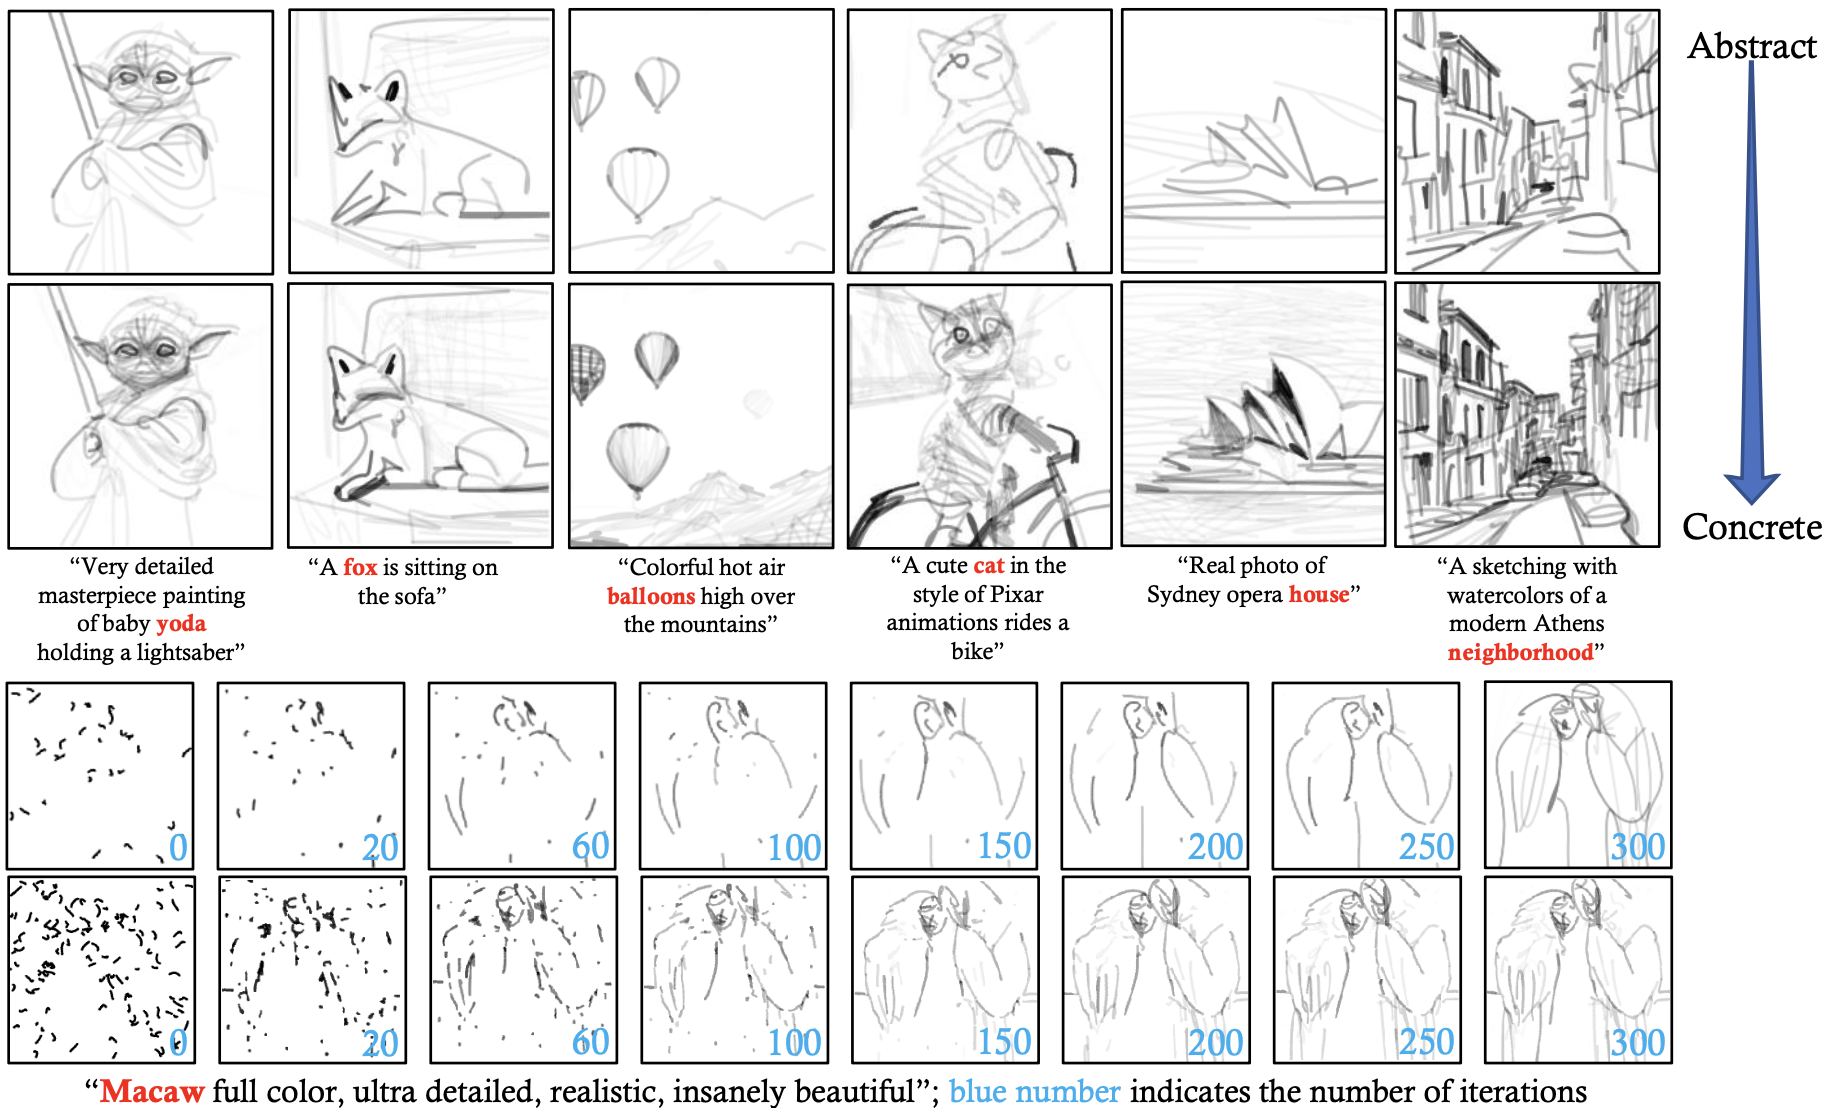 Abstract
Concrete
“Very detailed
masterpiece painting
of baby yoda
holding a lightsaber”
“A fox is sitting on
the sofa”
“Colorful hot air
balloons high over
the mountains”
“A cute cat in the
style of Pixar
animations rides a
bike”
“Real photo of
Sydney opera house”
“A sketching with
watercolors of a
modern Athens
neighborhood”
0 20 60 100 150 200 250 300
0 20 60 100 150 200 250 300
“Macaw full color, ultra detailed, realistic, insanely beautiful”; blue number indicates the number of iterations